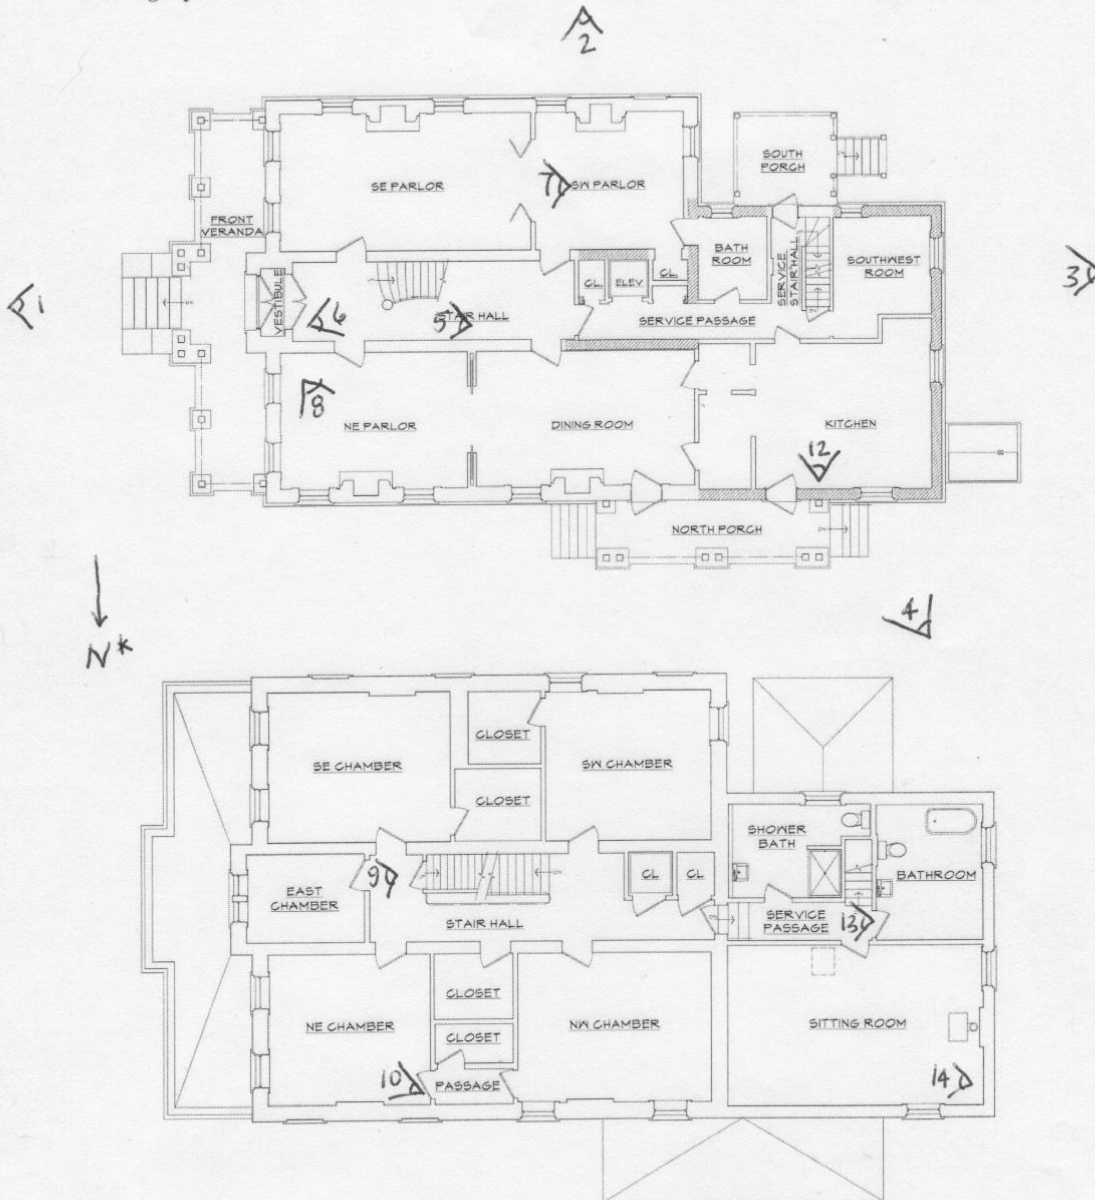 2
SOUTH
PORCH
SE PARLOR
7
SW PARLOR
FRONT
VERANDA
BATH
ROOM
SERVICE
STAIR HALL
SOUTHWEST
ROOM
CL.
ELEV
CL.
3
1
VESTIBULE
6
5
STAIR HALL
SERVICE PASSAGE
8
NE PARLOR
DINING ROOM
KITCHEN
12
NORTH PORCH
4
N*
CLOSET
SE CHAMBER
SW CHAMBER
CLOSET
SHOWER
BATH
BATHROOM
EAST
CHAMBER
9
CL
CL
STAIR HALL
SERVICE
PASSAGE
13
CLOSET
NE CHAMBER
NW CHAMBER
SITTING ROOM
CLOSET
10
PASSAGE
14